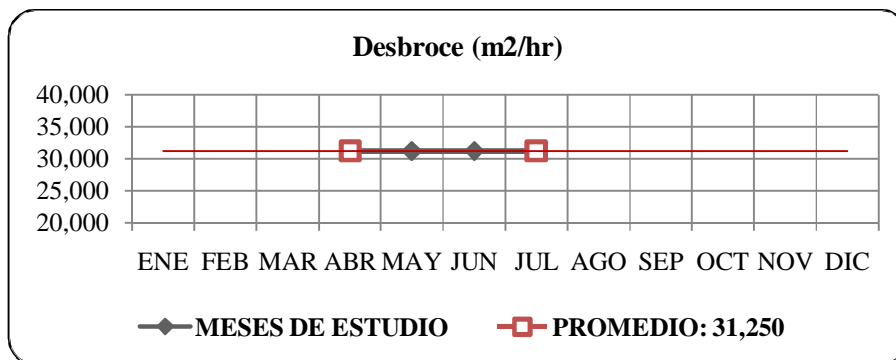 Desbroce (m2/hr)
40,000
35,000
30,000
25,000
20,000
ENE FEB MAR ABR MAY JUN JUL AGO SEP OCT NOV DIC
MESES DE ESTUDIO PROMEDIO: 31,250